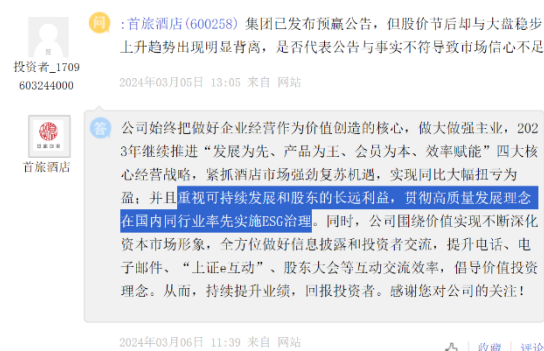 问
:首旅酒店(600258) 集团已发布预赢公告，但股价节后却与大盘稳步
上升趋势出现明显背离，是否代表公告与事实不符导致市场信心不足
投资者_1709
603244000
2024年03月05日 13:05 来自 网站
答
公司始终把做好企业经营作为价值创造的核心，做大做强主业，202
3年继续推进“发展为先、产品为王、会员为本、效率赋能”四大核
心经营战略，紧抓酒店市场强劲复苏机遇，实现同比大幅扭亏为
盈；并且重视可持续发展和股东的长远利益，贯彻高质量发展理念
在国内同行业率先实施ESG治理。同时，公司围绕价值实现不断深化
资本市场形象，全方位做好信息披露和投资者交流，提升电话、电
子邮件、“上证e互动”、股东大会等互动交流效率，倡导价值投资
理念。从而，持续提升业绩，回报投资者。感谢您对公司的关注！
首旅酒店
2024年03月06日 11:39 来自 网站
收藏
评论